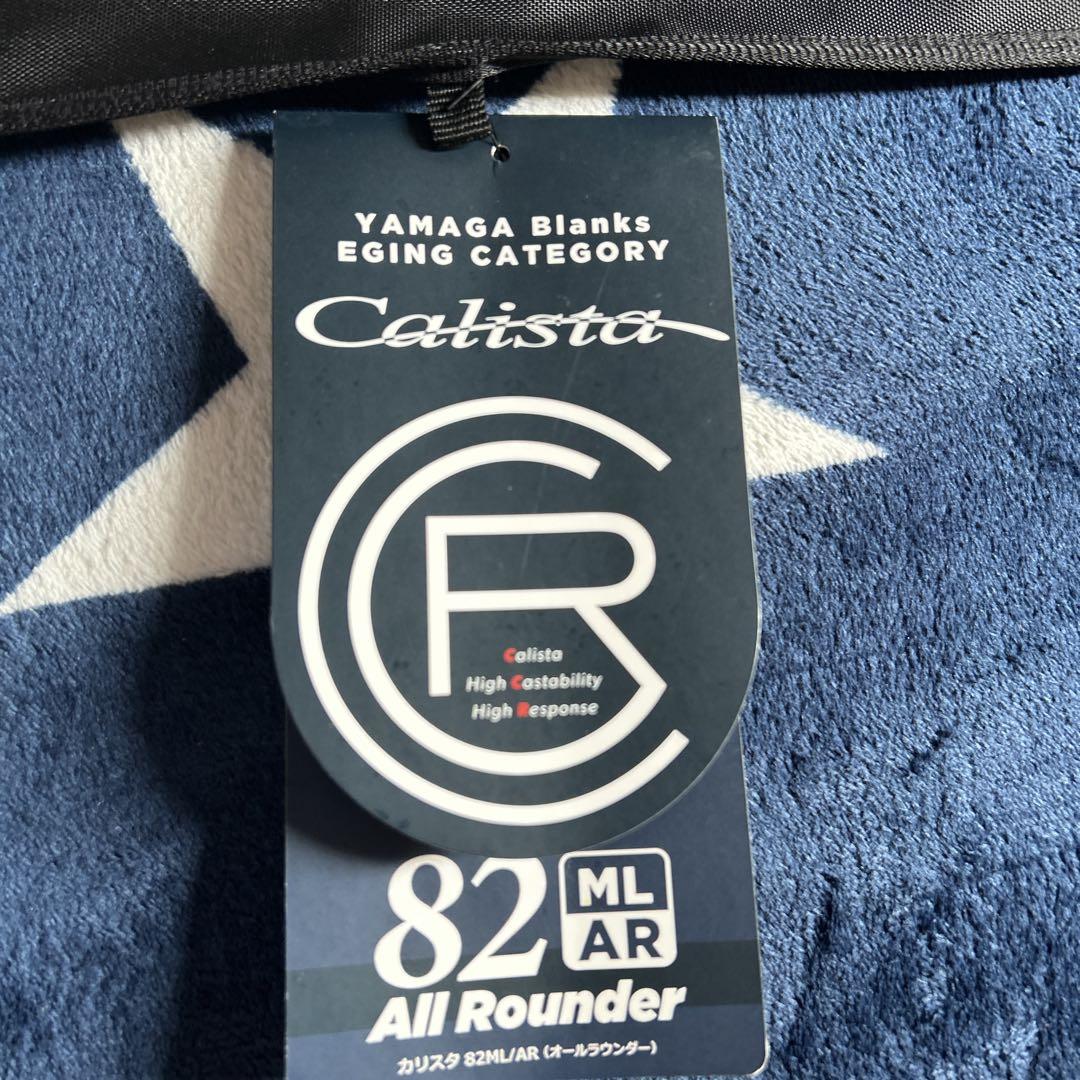 YAMAGA Blanks
EGING CATEGORY
Calista
CCR
Calista
High Castability
High Response
82 ML AR
All Rounder
カリスタ 82ML/AR（オールラウンダー）